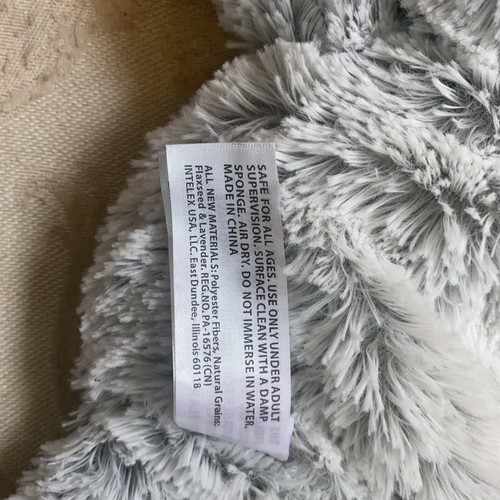 SAFE FOR ALL AGES. USE ONLY UNDER ADULT
SUPERVISION. SURFACE CLEAN WITH A DAMP
SPONGE. AIR DRY. DO NOT IMMERSE IN WATER.
MADE IN CHINA
ALL NEW MATERIALS: Polyester Fibers, Natural Grains:
Flaxseed & Lavender. REG.NO. PA-16576 (CN)
INTELEX USA, LLC. East Dundee, Illinois 60118